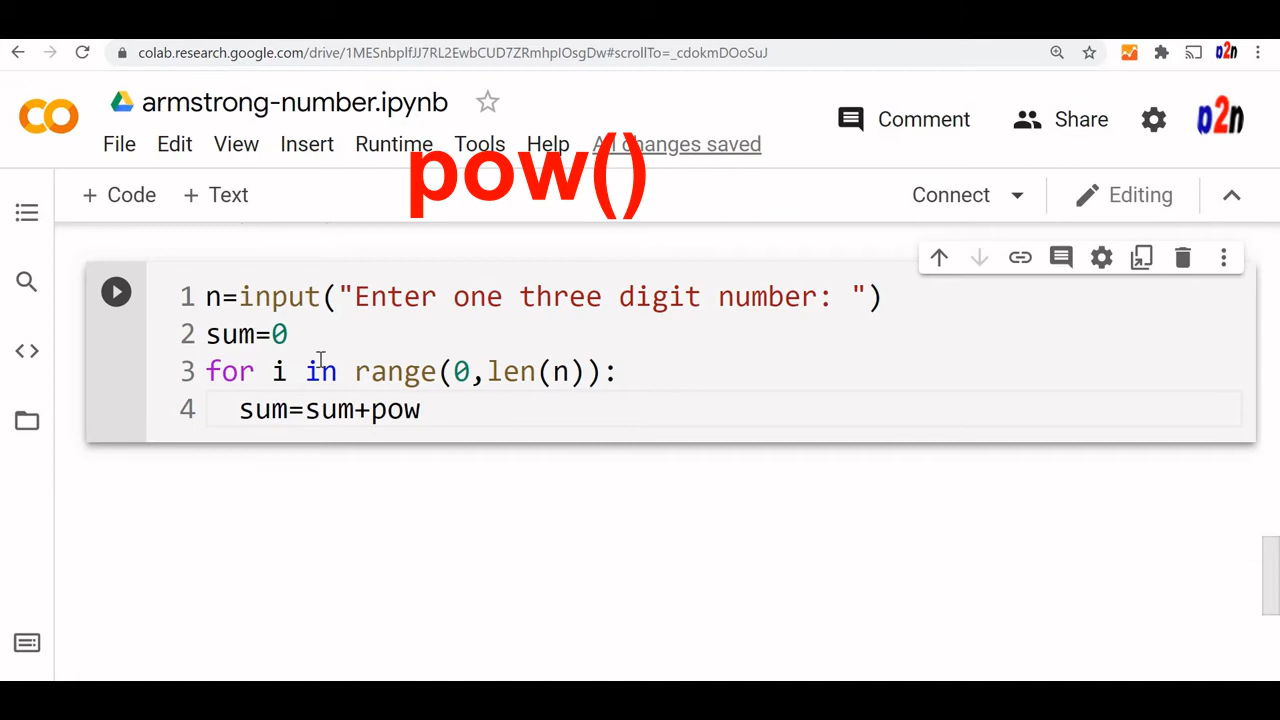 colab.research.google.com/drive/1MESnbplfJJ7RL2EwbCUD7ZRmhpIOsgDw#scrollTo=_cdokmDOoSuJ
armstrong-number.ipynb
Comment Share
File Edit View Insert Runtime Tools Help All changes saved
pow()
+ Code + Text Connect Editing
1 n=input("Enter one three digit number: ")
2 sum=0
3 for i in range(0,len(n)):
4 sum=sum+pow